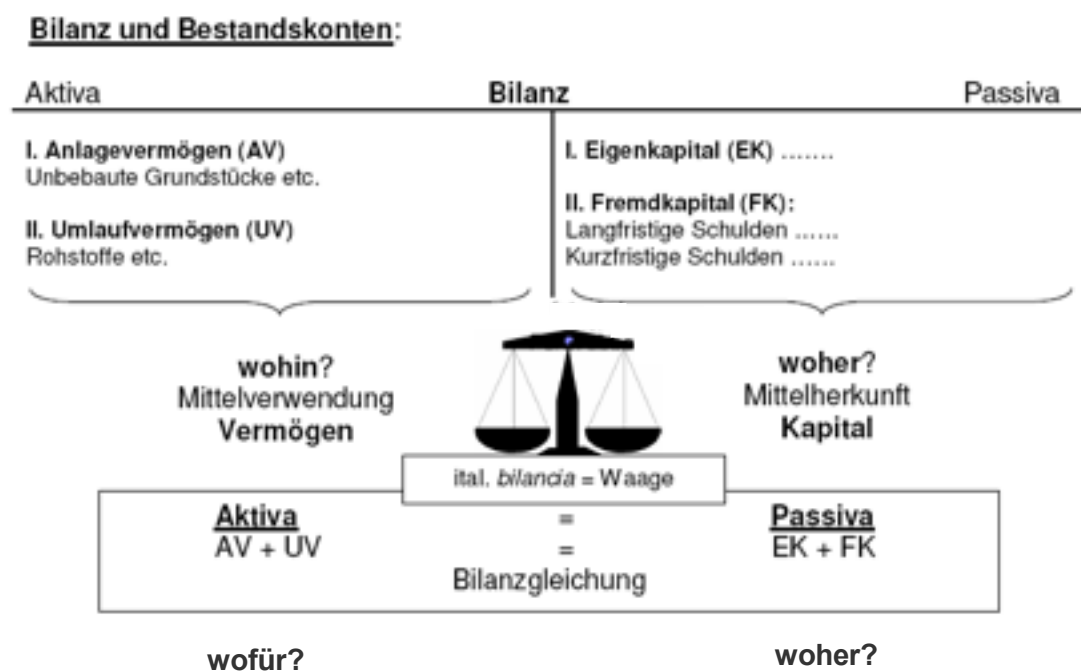 Bilanz und Bestandskonten:
Aktiva Bilanz Passiva
I. Anlagevermögen (AV)
Unbebaute Grundstücke etc.
II. Umlaufvermögen (UV)
Rohstoffe etc.
I. Eigenkapital (EK) .......
II. Fremdkapital (FK):
Langfristige Schulden ......
Kurzfristige Schulden ......
wohin?
Mittelverwendung
Vermögen
woher?
Mittelherkunft
Kapital
ital. bilancia = Waage
Aktiva = Passiva
AV + UV = EK + FK
Bilanzgleichung
wofür? woher?